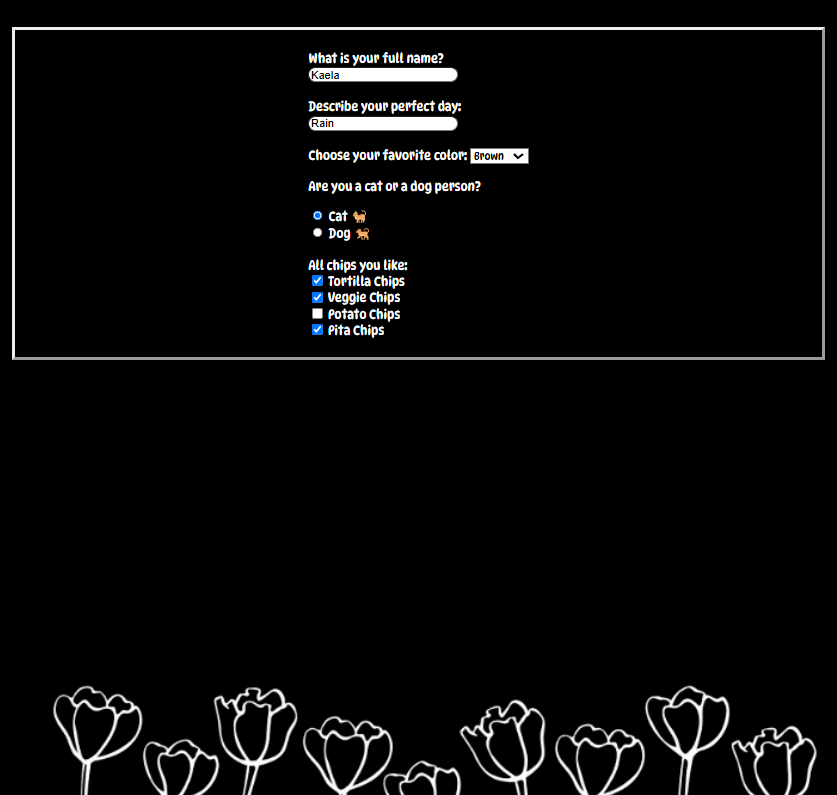 What is your full name?
Kaela
Describe your perfect day:
Rain
Choose your favorite color: Brown
Are you a cat or a dog person?
Cat 🐈
Dog 🐕
All chips you like:
Tortilla Chips
Veggie Chips
Potato Chips
Pita Chips